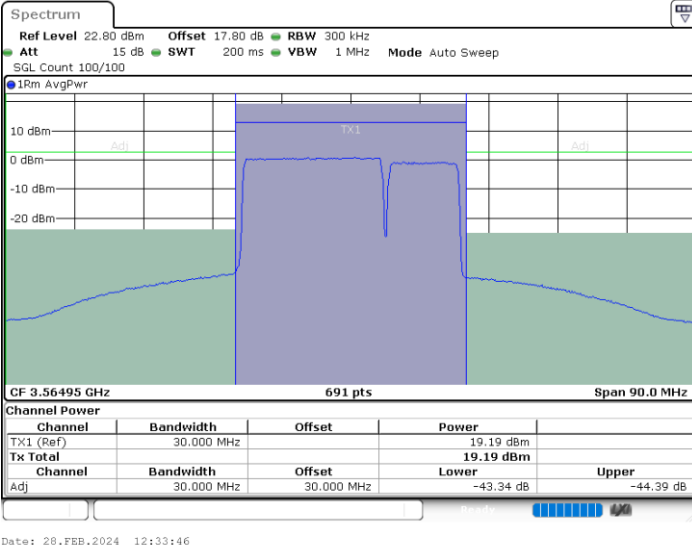 Spectrum
Ref Level 22.80 dBm Offset 17.80 dB RBW 300 kHz
Att 15 dB SWT 200 ms VBW 1 MHz Mode Auto Sweep
SGL Count 100/100
1Rm AvgPwr
TX1
10 dBm
Adj Adj
0 dBm
-10 dBm
-20 dBm
CF 3.56495 GHz 691 pts Span 90.0 MHz
Channel Power
Channel Bandwidth Offset Power
TX1 (Ref) 30.000 MHz 19.19 dBm
Tx Total 19.19 dBm
Channel Bandwidth Offset Lower Upper
Adj 30.000 MHz 30.000 MHz -43.34 dB -44.39 dB
Ready
Date: 28.FEB.2024 12:33:46